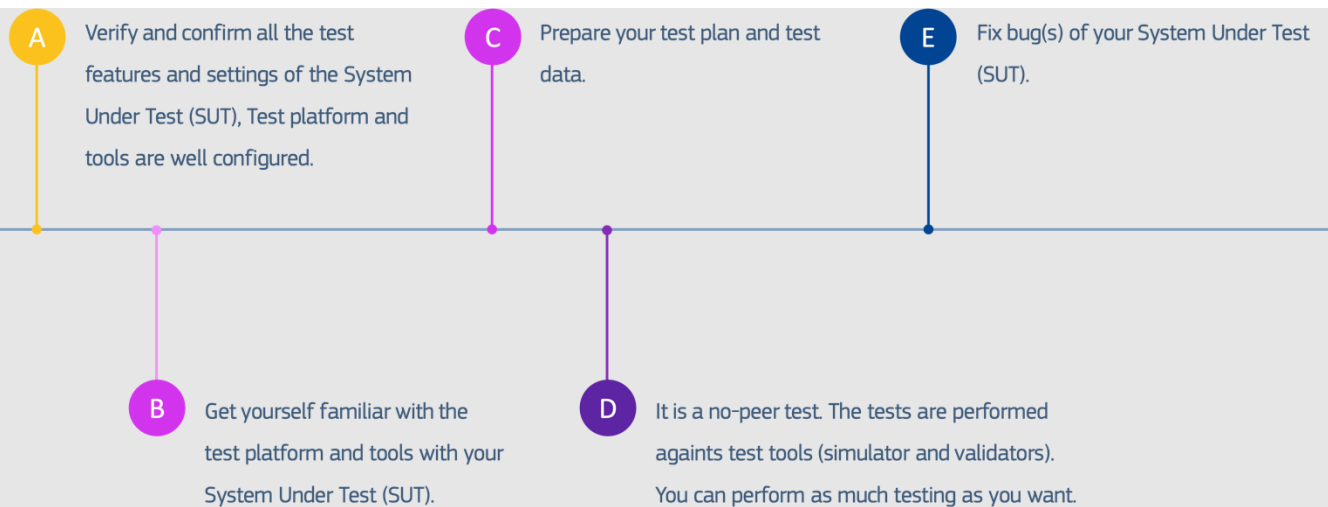 A
Verify and confirm all the test
features and settings of the System
Under Test (SUT), Test platform and
tools are well configured.
C
Prepare your test plan and test
data.
E
Fix bug(s) of your System Under Test
(SUT).
B
Get yourself familiar with the
test platform and tools with your
System Under Test (SUT).
D
It is a no-peer test. The tests are performed
againts test tools (simulator and validators).
You can perform as much testing as you want.